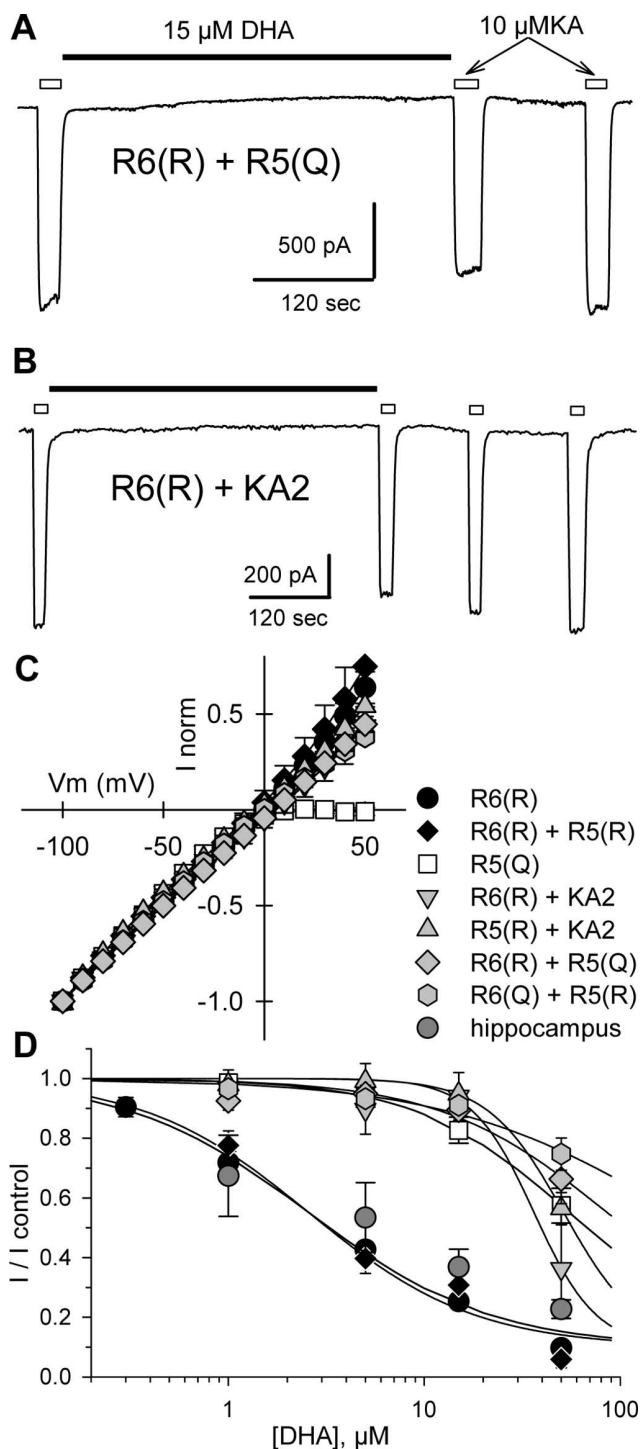 A
15 µM DHA
10 µMKA
R6(R) + R5(Q)
500 pA
120 sec
B
R6(R) + KA2
200 pA
120 sec
C
I norm
0.5
Vm (mV)
-100
-50
50
-0.5
-1.0
R6(R)
R6(R) + R5(R)
R5(Q)
R6(R) + KA2
R5(R) + KA2
R6(R) + R5(Q)
R6(Q) + R5(R)
hippocampus
D
I / I control
1.0
0.8
0.6
0.4
0.2
0.0
1
10
100
[DHA], µM